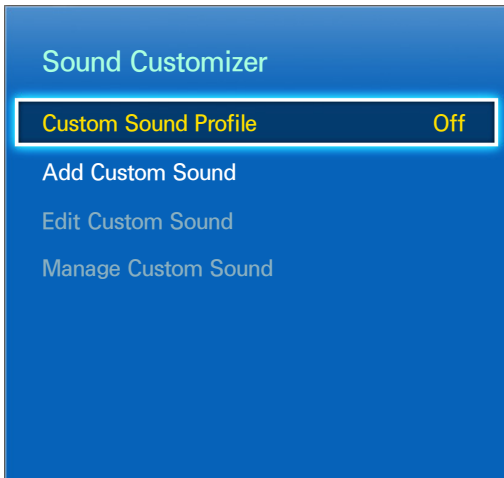 Sound Customizer
Custom Sound Profile Off
Add Custom Sound
Edit Custom Sound
Manage Custom Sound